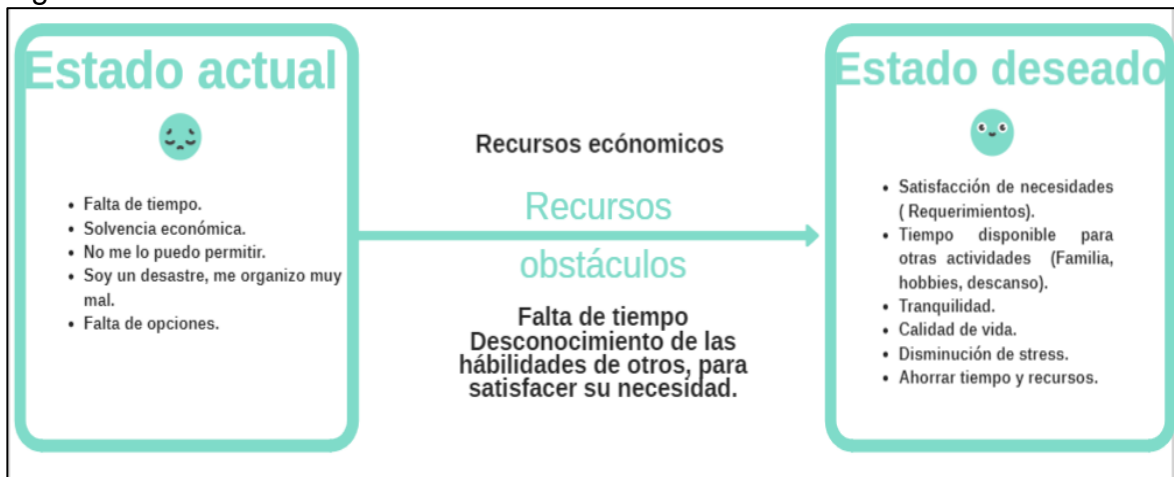 Estado actual
• Falta de tiempo.
• Solvencia económica.
• No me lo puedo permitir.
• Soy un desastre, me organizo muy
mal.
• Falta de opciones.
Recursos ecónomicos
Recursos
obstáculos
Falta de tiempo
Desconocimiento de las
hábilidades de otros, para
satisfacer su necesidad.
Estado deseado
• Satisfacción de necesidades
( Requerimientos).
• Tiempo disponible para
otras actividades (Familia,
hobbies, descanso).
• Tranquilidad.
• Calidad de vida.
• Disminución de stress.
• Ahorrar tiempo y recursos.